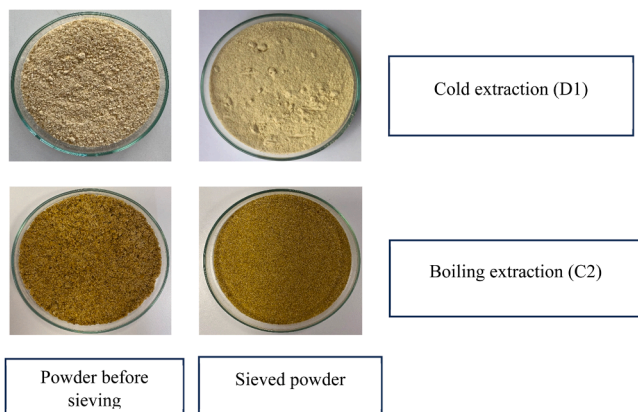 Cold extraction (D1)
Boiling extraction (C2)
Powder before
sieving
Sieved powder